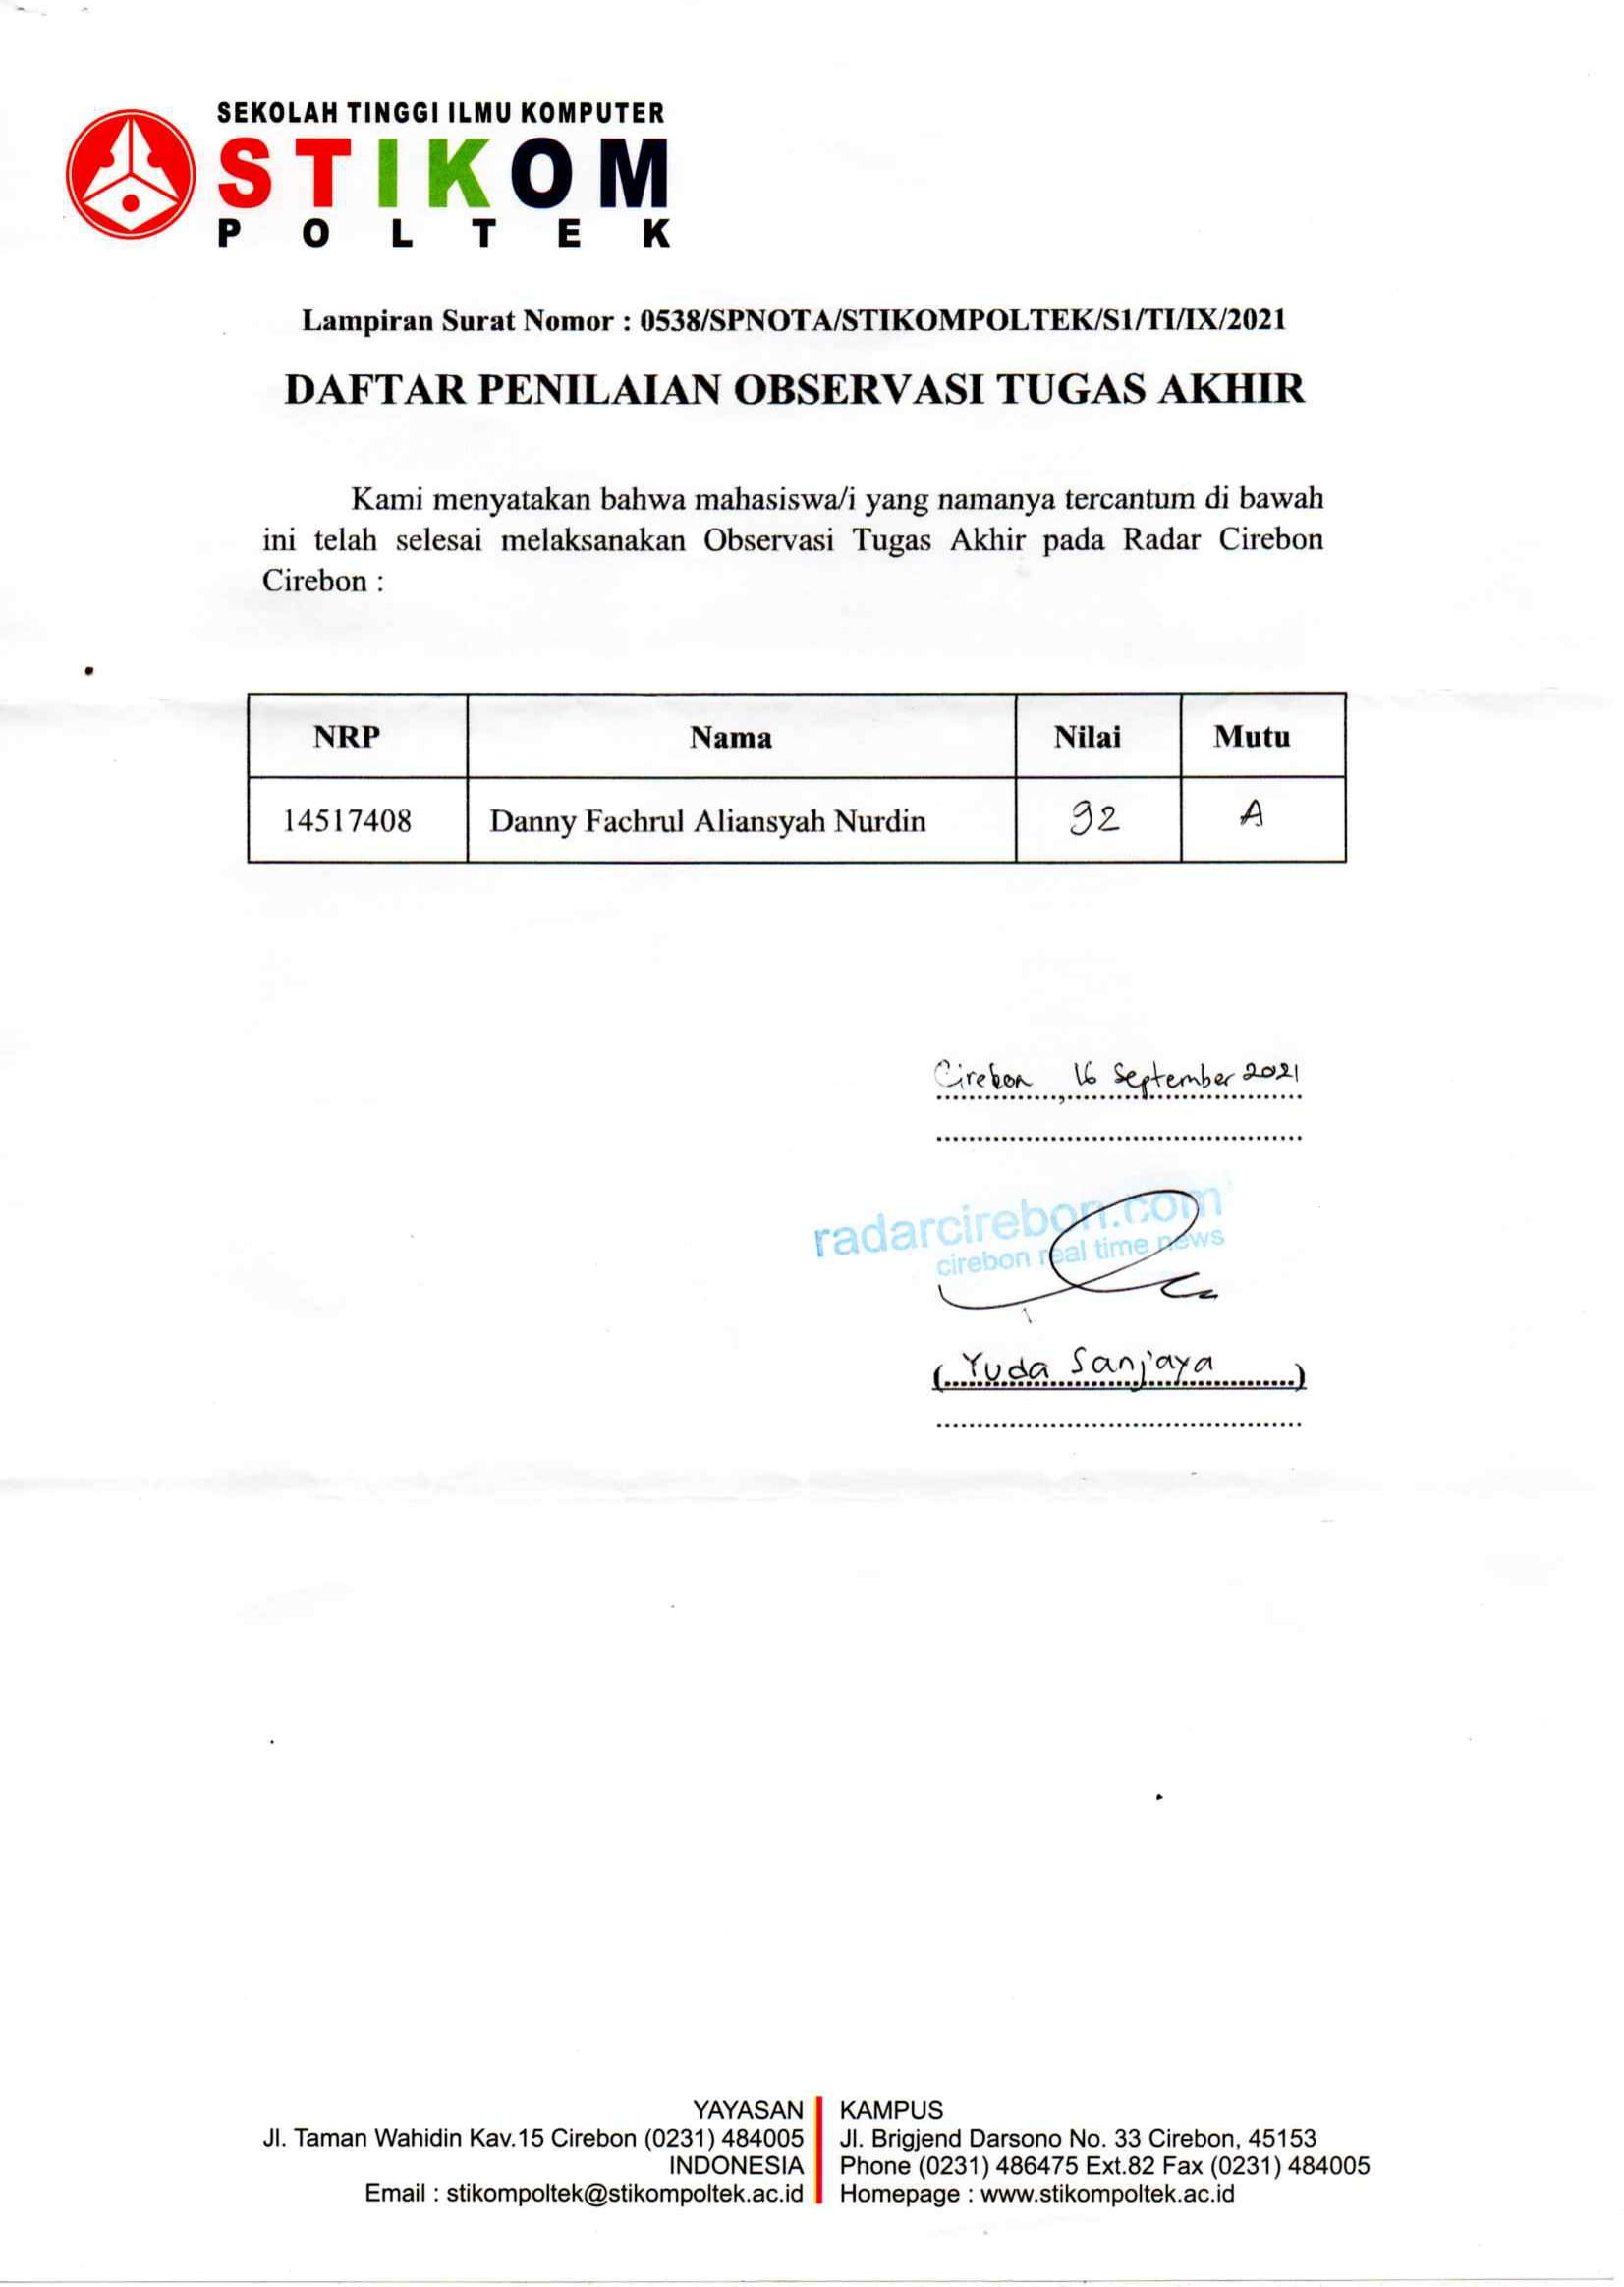 SEKOLAH TINGGI ILMU KOMPUTER
STIKOM
POLTEK
Lampiran Surat Nomor : 0538/SPNOTA/STIKOMPOLTEK/S1/TI/IX/2021
DAFTAR PENILAIAN OBSERVASI TUGAS AKHIR
Kami menyatakan bahwa mahasiswa/i yang namanya tercantum di bawah
ini telah selesai melaksanakan Observasi Tugas Akhir pada Radar Cirebon
Cirebon :
NRP Nama Nilai Mutu
14517408 Danny Fachrul Aliansyah Nurdin 92 A
Cirebon, 16 September 2021
radarcirebon.com
cirebon real time news
(Yuda Sanjaya)
YAYASAN
Jl. Taman Wahidin Kav.15 Cirebon (0231) 484005
INDONESIA
Email : stikompoltek@stikompoltek.ac.id
KAMPUS
Jl. Brigjend Darsono No. 33 Cirebon, 45153
Phone (0231) 486475 Ext.82 Fax (0231) 484005
Homepage : www.stikompoltek.ac.id